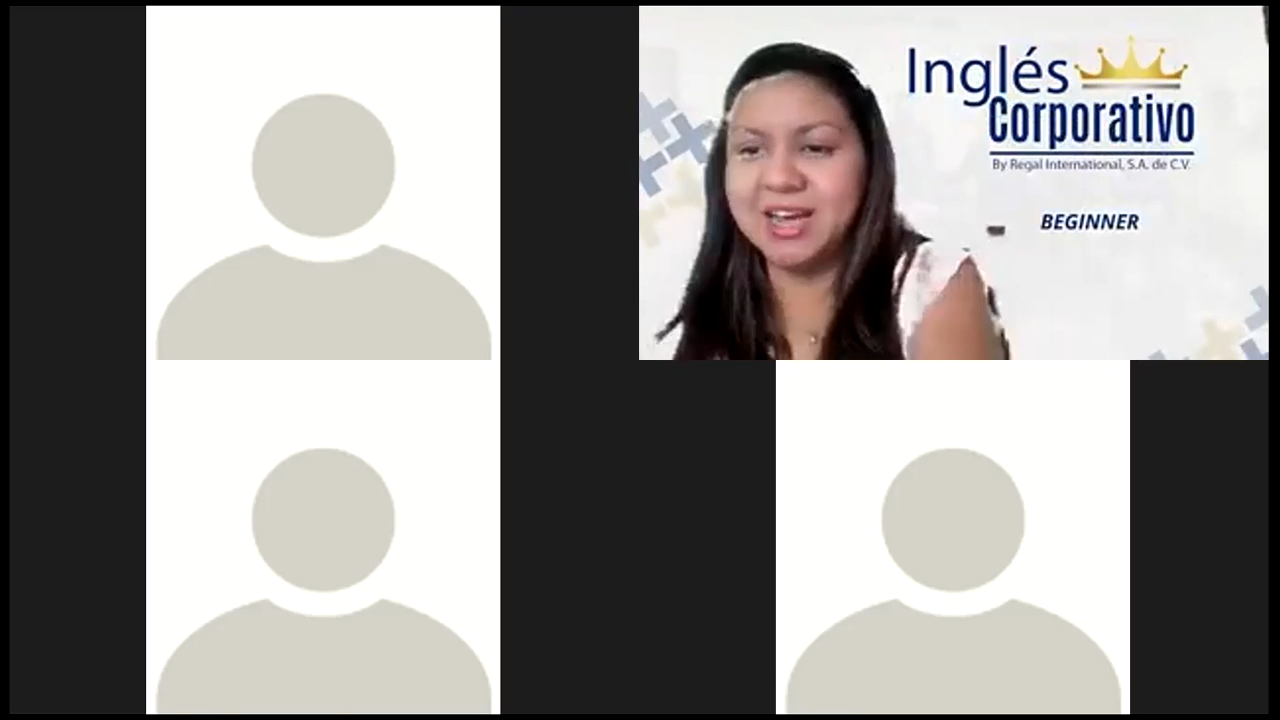 Inglés
Corporativo
By Regal International, S.A. de C.V.
BEGINNER